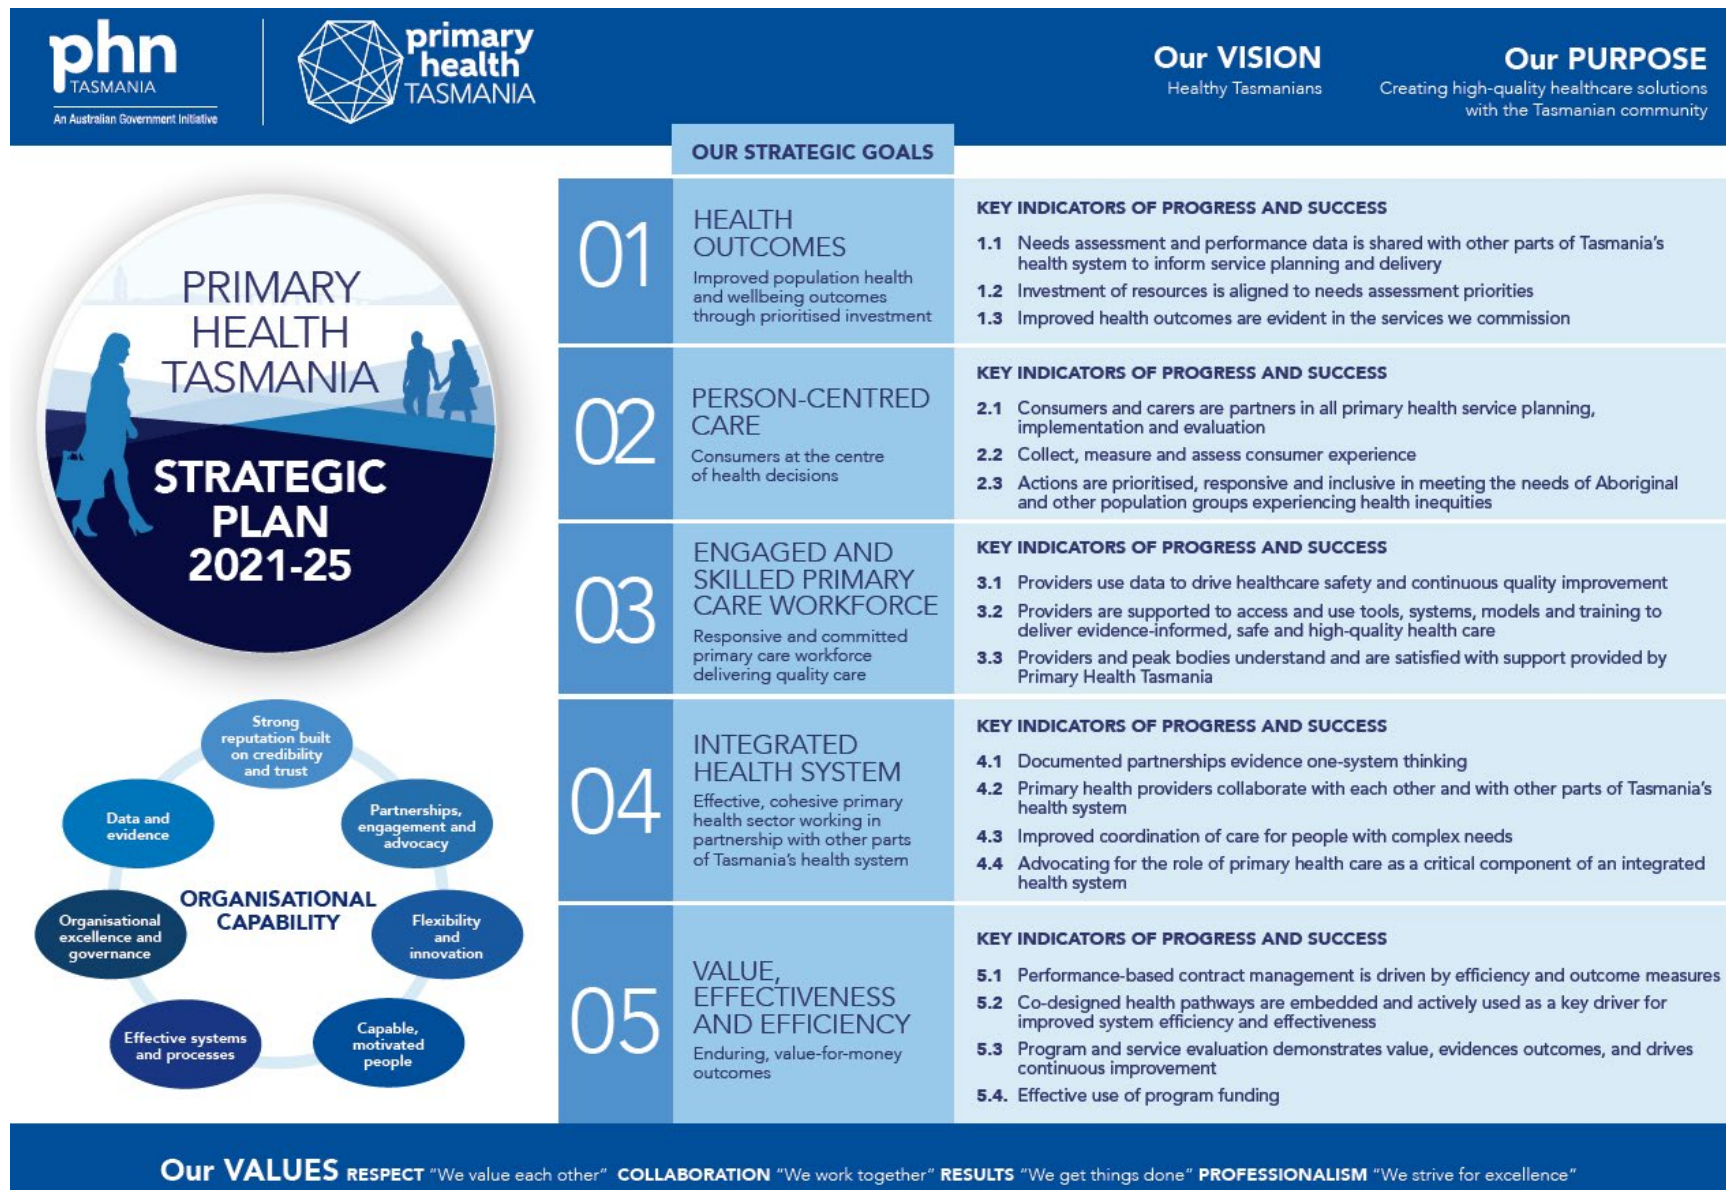 phn
TASMANIA
An Australian Government Initiative
primary
health
TASMANIA
Our VISION
Healthy Tasmanians
Our PURPOSE
Creating high-quality healthcare solutions
with the Tasmanian community
PRIMARY
HEALTH
TASMANIA
STRATEGIC
PLAN
2021-25
Strong
reputation built
on credibility
and trust
Partnerships,
engagement and
advocacy
Flexibility
and
innovation
Capable,
motivated
people
Effective systems
and processes
Organisational
excellence and
governance
Data and
evidence
ORGANISATIONAL
CAPABILITY
OUR STRATEGIC GOALS
01
HEALTH
OUTCOMES
Improved population health
and wellbeing outcomes
through prioritised investment
KEY INDICATORS OF PROGRESS AND SUCCESS
1.1 Needs assessment and performance data is shared with other parts of Tasmania's
health system to inform service planning and delivery
1.2 Investment of resources is aligned to needs assessment priorities
1.3 Improved health outcomes are evident in the services we commission
02
PERSON-CENTRED
CARE
Consumers at the centre
of health decisions
KEY INDICATORS OF PROGRESS AND SUCCESS
2.1 Consumers and carers are partners in all primary health service planning,
implementation and evaluation
2.2 Collect, measure and assess consumer experience
2.3 Actions are prioritised, responsive and inclusive in meeting the needs of Aboriginal
and other population groups experiencing health inequities
03
ENGAGED AND
SKILLED PRIMARY
CARE WORKFORCE
Responsive and committed
primary care workforce
delivering quality care
KEY INDICATORS OF PROGRESS AND SUCCESS
3.1 Providers use data to drive healthcare safety and continuous quality improvement
3.2 Providers are supported to access and use tools, systems, models and training to
deliver evidence-informed, safe and high-quality health care
3.3 Providers and peak bodies understand and are satisfied with support provided by
Primary Health Tasmania
04
INTEGRATED
HEALTH SYSTEM
Effective, cohesive primary
health sector working in
partnership with other parts
of Tasmania's health system
KEY INDICATORS OF PROGRESS AND SUCCESS
4.1 Documented partnerships evidence one-system thinking
4.2 Primary health providers collaborate with each other and with other parts of Tasmania's
health system
4.3 Improved coordination of care for people with complex needs
4.4 Advocating for the role of primary health care as a critical component of an integrated
health system
05
VALUE,
EFFECTIVENESS
AND EFFICIENCY
Enduring, value-for-money
outcomes
KEY INDICATORS OF PROGRESS AND SUCCESS
5.1 Performance-based contract management is driven by efficiency and outcome measures
5.2 Co-designed health pathways are embedded and actively used as a key driver for
improved system efficiency and effectiveness
5.3 Program and service evaluation demonstrates value, evidences outcomes, and drives
continuous improvement
5.4. Effective use of program funding
Our VALUES RESPECT "We value each other" COLLABORATION "We work together" RESULTS "We get things done" PROFESSIONALISM "We strive for excellence"